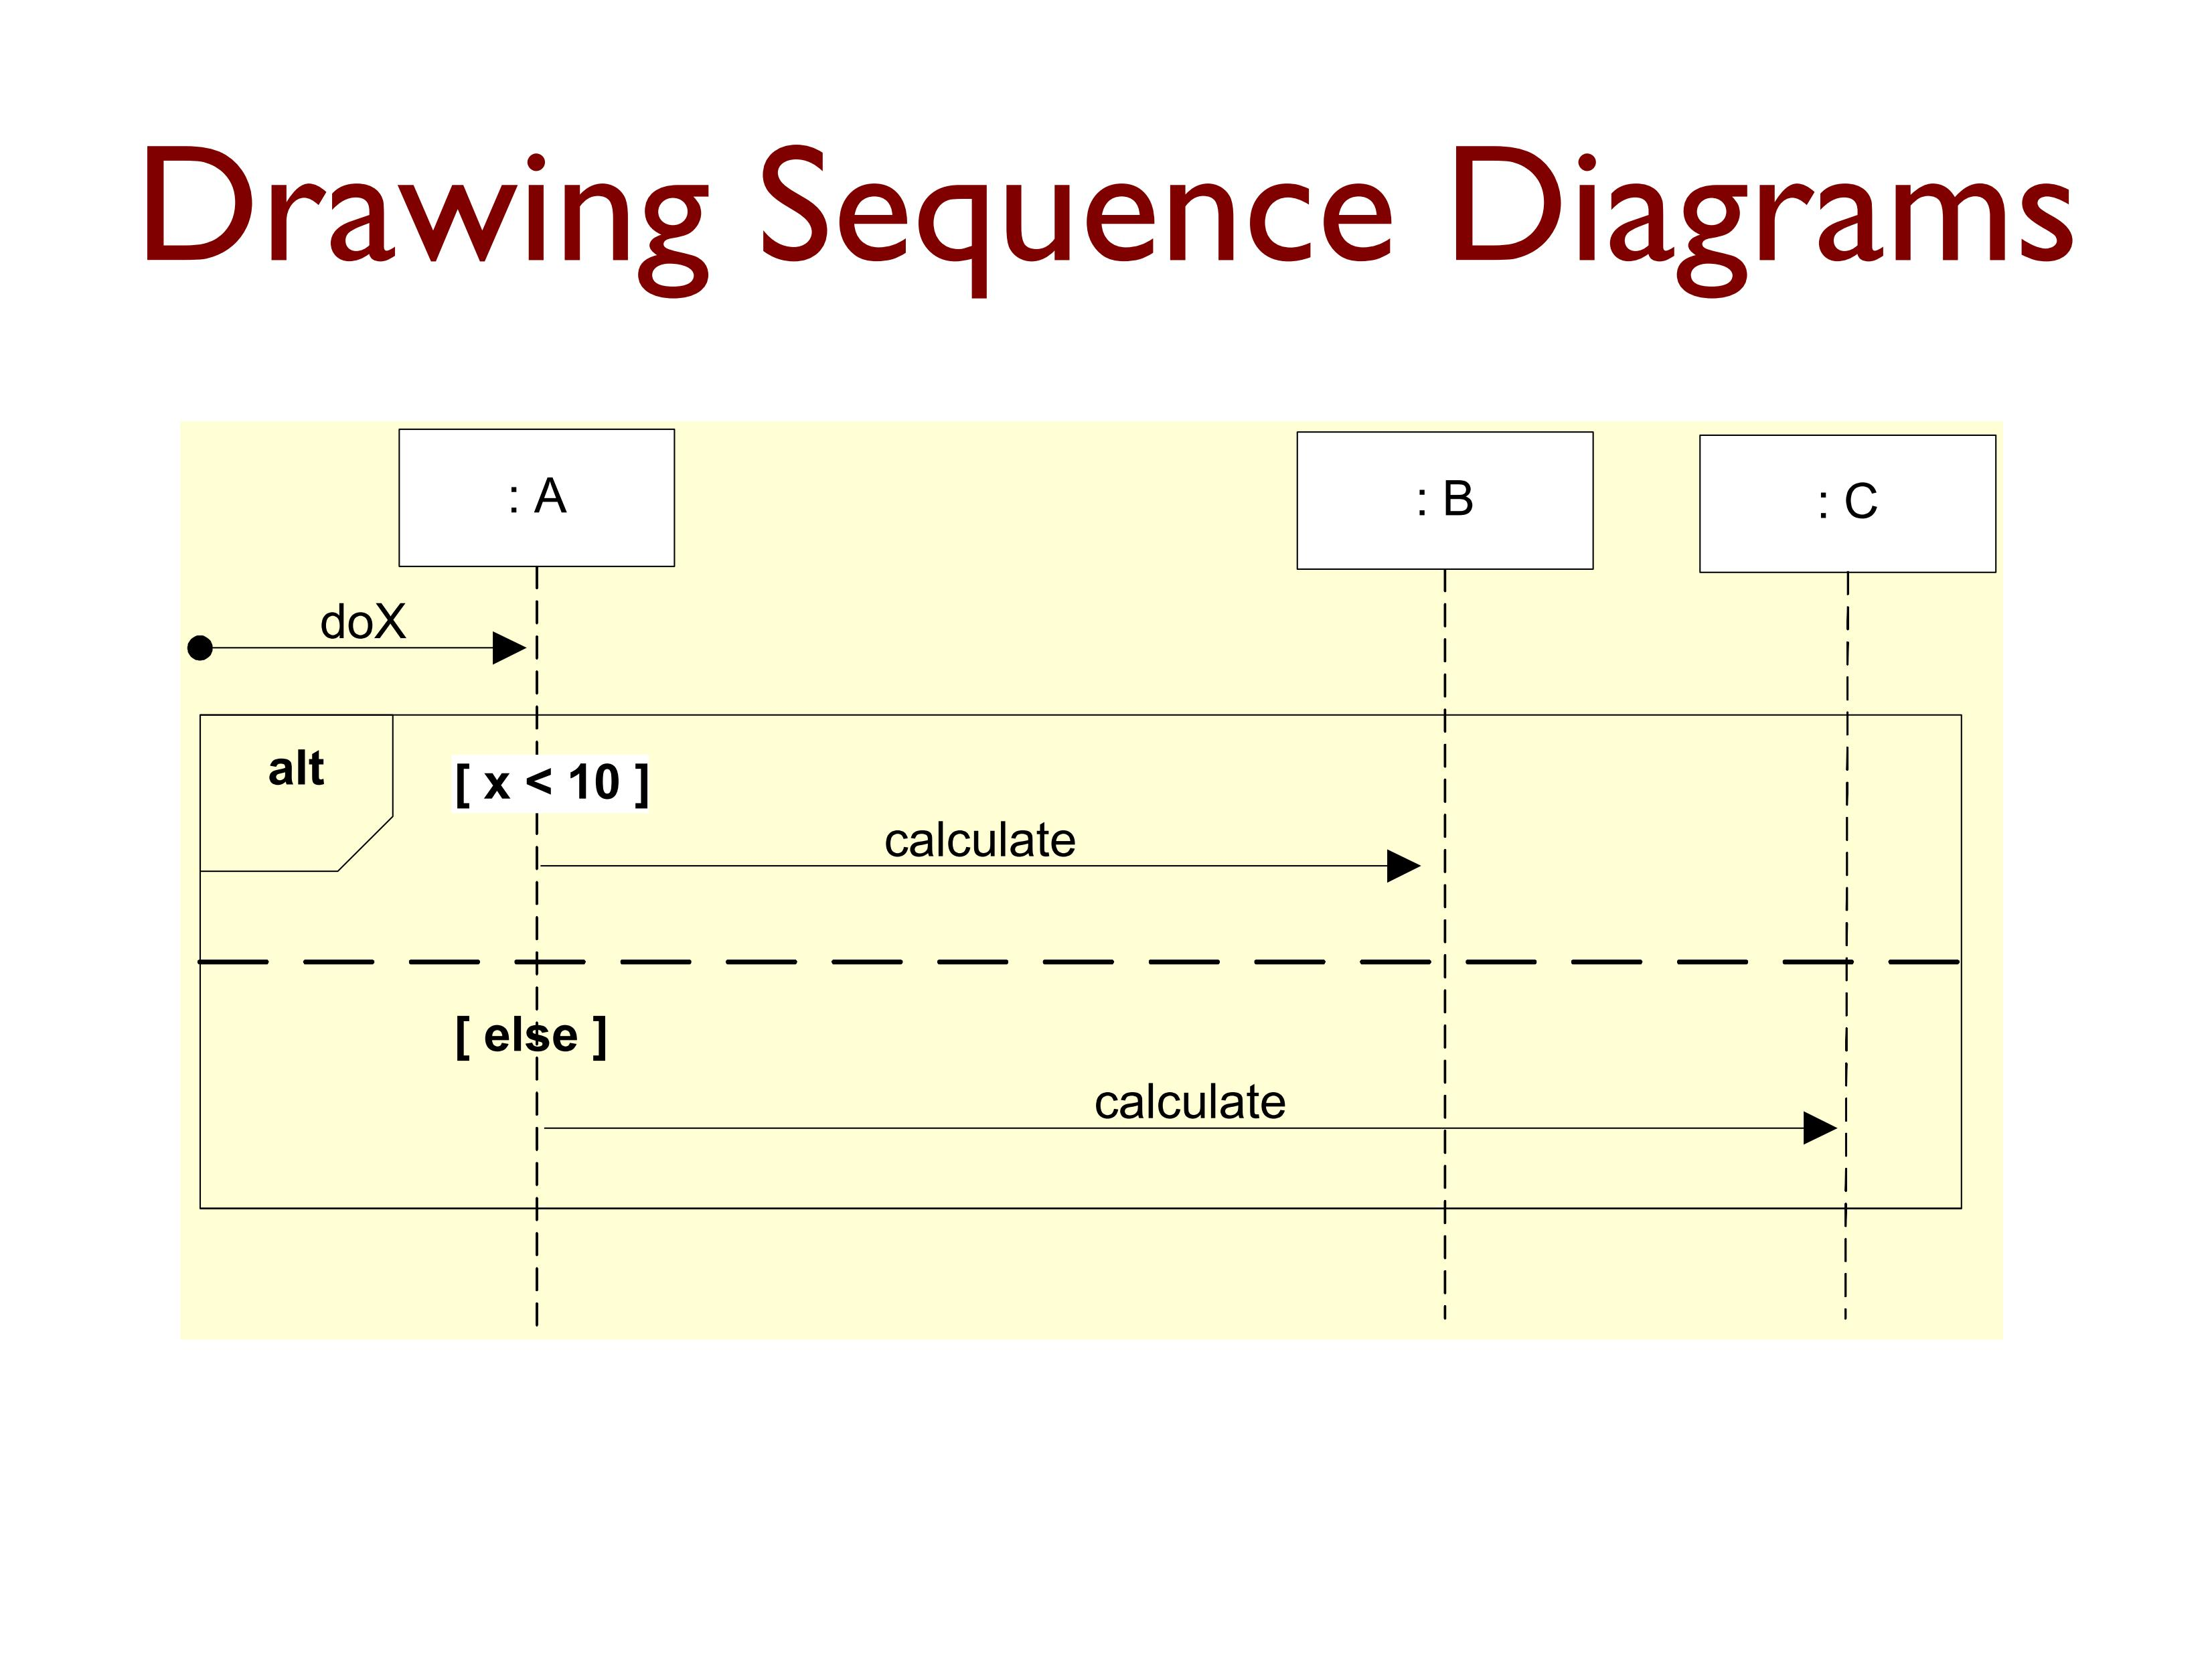 Drawing Sequence Diagrams
: A
: B
: C
doX
alt
[ x < 10 ]
calculate
[ else ]
calculate